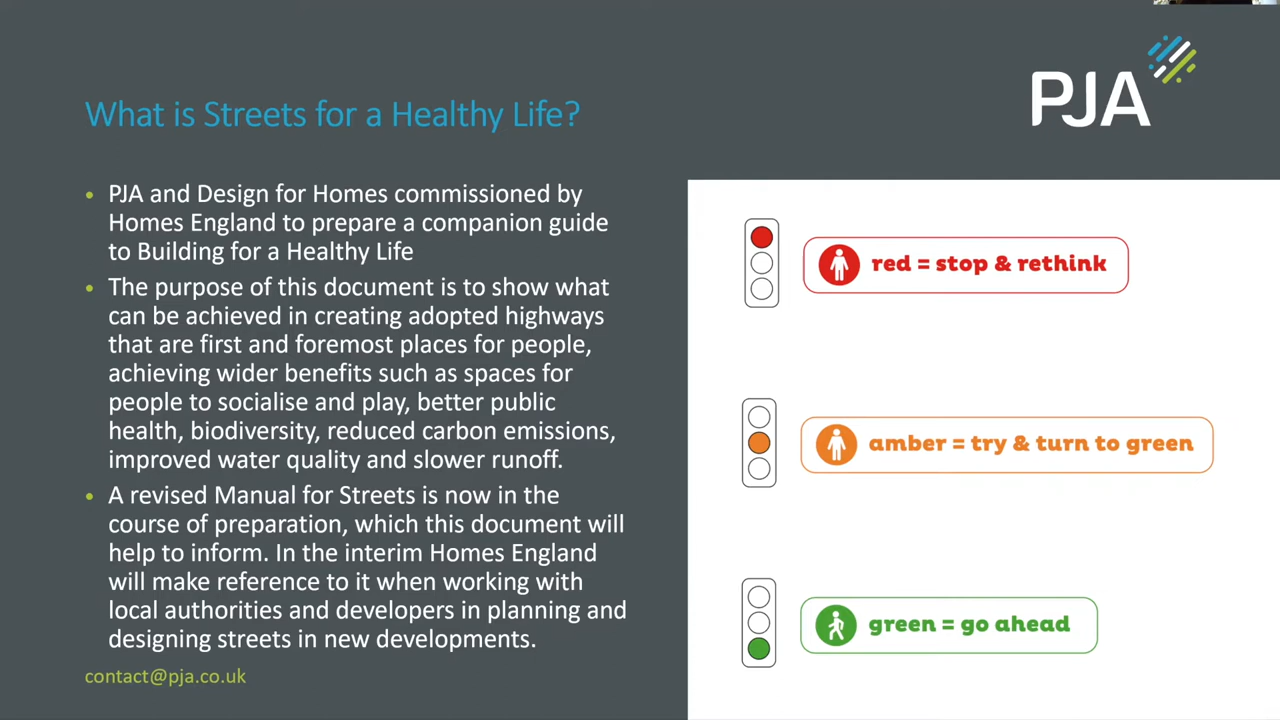 What is Streets for a Healthy Life?
PJA
• PJA and Design for Homes commissioned by
Homes England to prepare a companion guide
to Building for a Healthy Life
• The purpose of this document is to show what
can be achieved in creating adopted highways
that are first and foremost places for people,
achieving wider benefits such as spaces for
people to socialise and play, better public
health, biodiversity, reduced carbon emissions,
improved water quality and slower runoff.
• A revised Manual for Streets is now in the
course of preparation, which this document will
help to inform. In the interim Homes England
will make reference to it when working with
local authorities and developers in planning and
designing streets in new developments.
contact@pja.co.uk
red = stop & rethink
amber = try & turn to green
green = go ahead